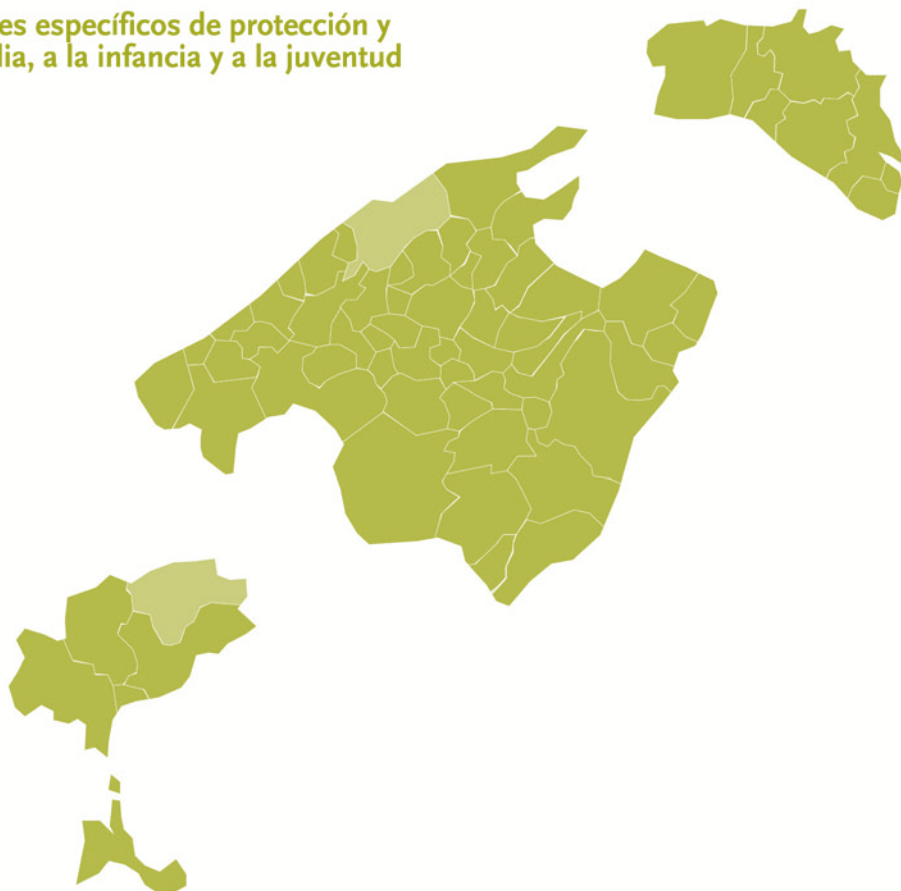 es específicos de protección y
lia, a la infancia y a la juventud